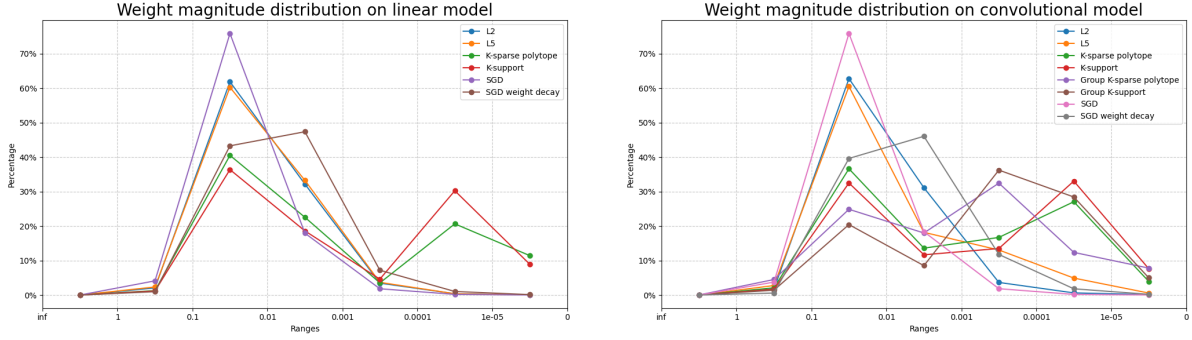 Weight magnitude distribution on linear model
L2
L5
K-sparse polytope
K-support
SGD
SGD weight decay
70%
60%
50%
40%
30%
20%
10%
0%
Percentage
inf
1
0.1
0.01
0.001
0.0001
1e-05
0
Ranges
Weight magnitude distribution on convolutional model
L2
L5
K-sparse polytope
K-support
Group K-sparse polytope
Group K-support
SGD
SGD weight decay
70%
60%
50%
40%
30%
20%
10%
0%
Percentage
inf
1
0.1
0.01
0.001
0.0001
1e-05
0
Ranges